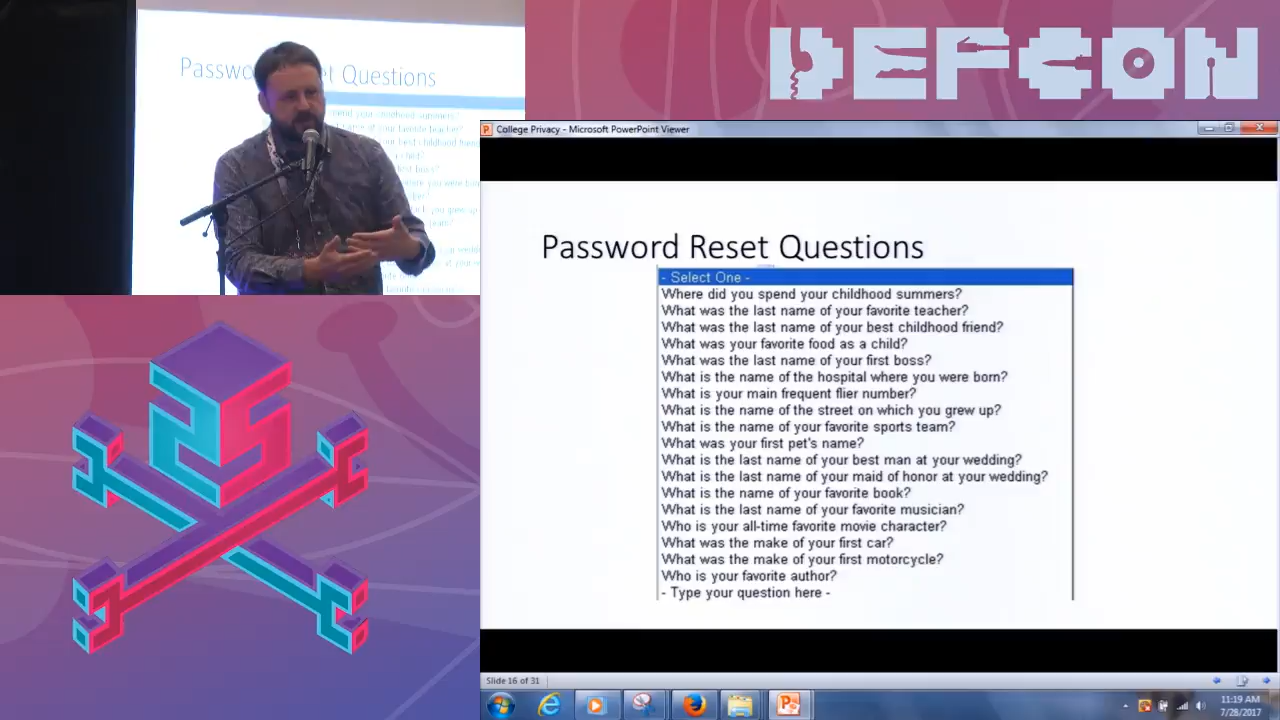 DEFCON
Password Reset Questions
College Privacy - Microsoft PowerPoint Viewer
Password Reset Questions
- Select One -
Where did you spend your childhood summers?
What was the last name of your favorite teacher?
What was the last name of your best childhood friend?
What was your favorite food as a child?
What was the last name of your first boss?
What is the name of the hospital where you were born?
What is your main frequent flier number?
What is the name of the street on which you grew up?
What is the name of your favorite sports team?
What was your first pet's name?
What is the last name of your best man at your wedding?
What is the last name of your maid of honor at your wedding?
What is the name of your favorite book?
What is the last name of your favorite musician?
Who is your all-time favorite movie character?
What was the make of your first car?
What was the make of your first motorcycle?
Who is your favorite author?
- Type your question here -
Slide 16 of 31
11:19 AM
7/28/2017